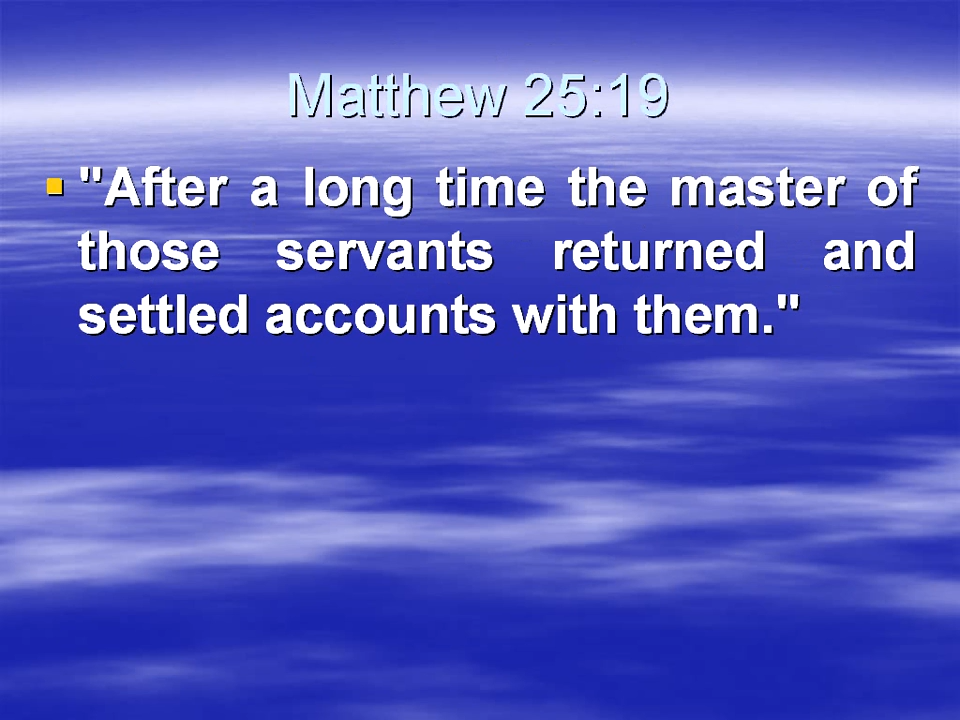 Matthew 25:19
"After a long time the master of
those servants returned and
settled accounts with them."